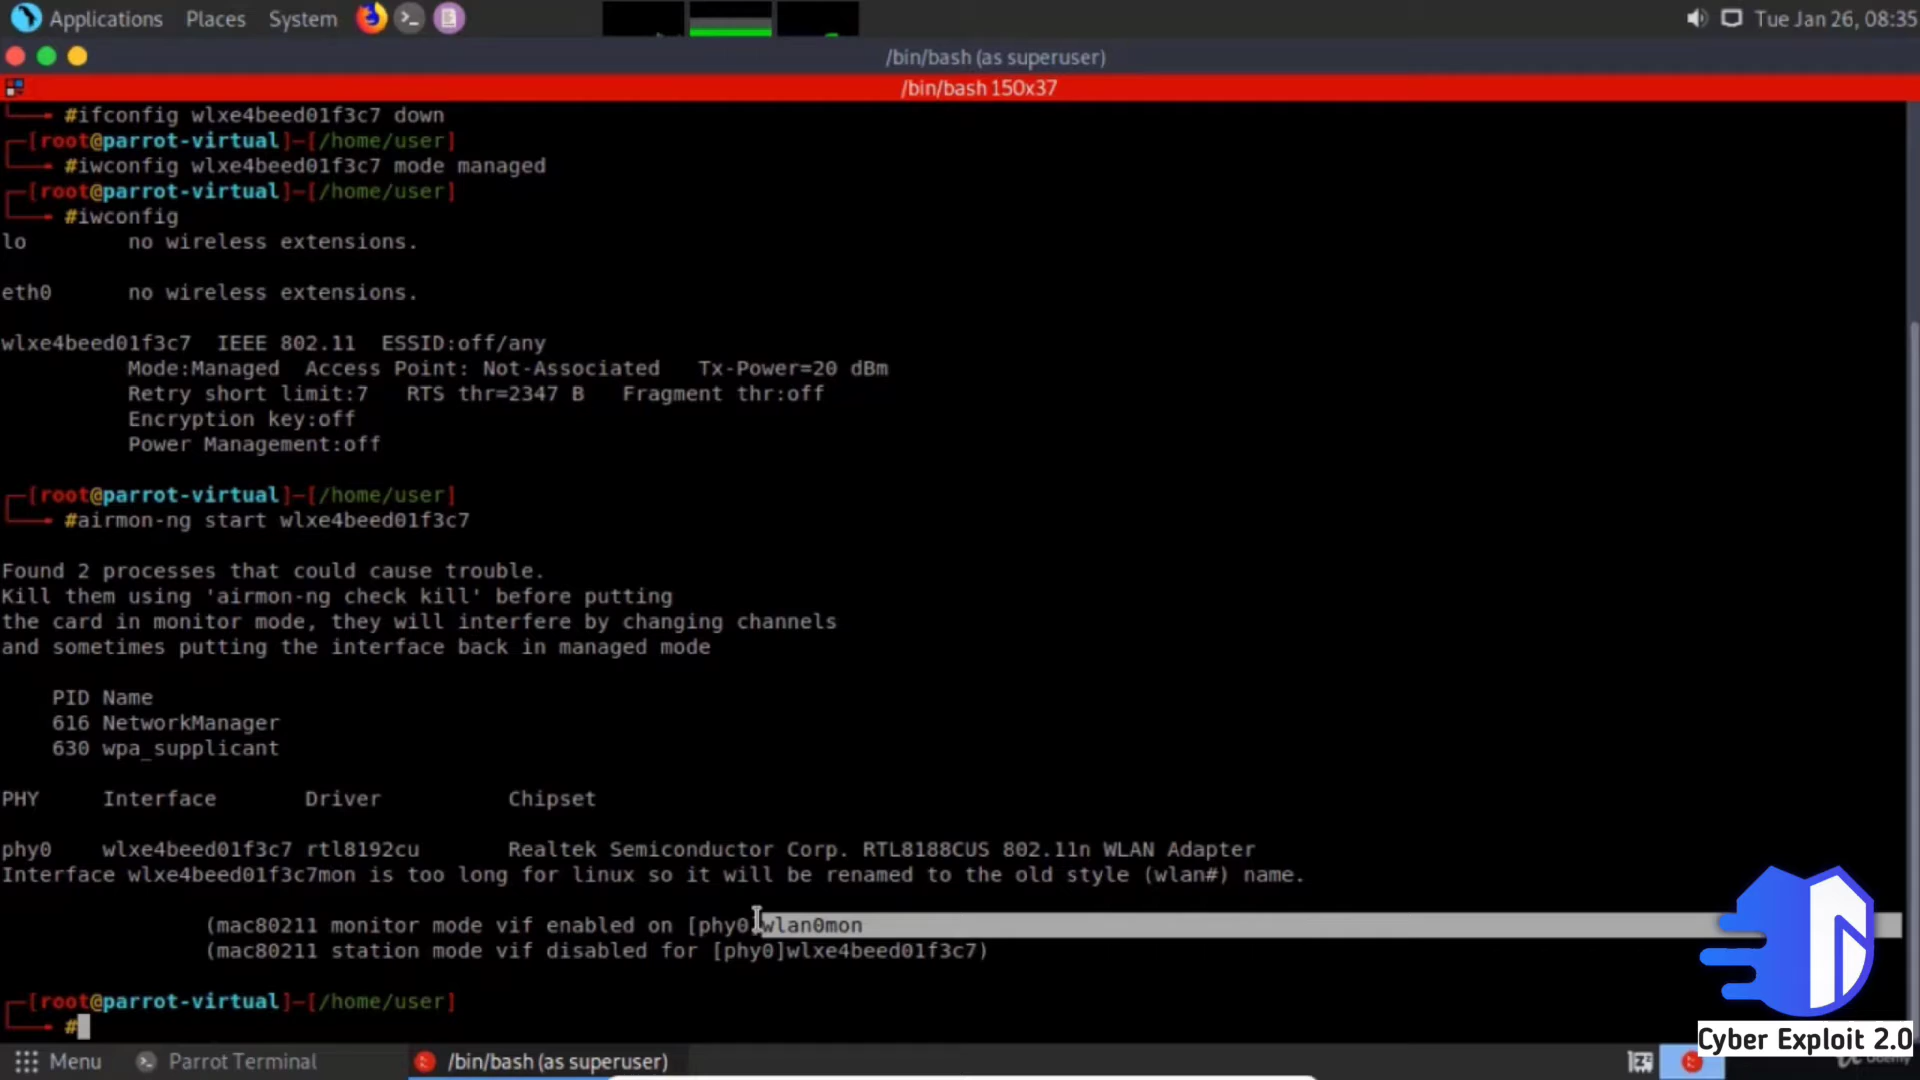 Applications Places System Tue Jan 26, 08:35
/bin/bash (as superuser)
/bin/bash 150x37
#ifconfig wlxe4beed01f3c7 down
[root@parrot-virtual]─[/home/user]
#iwconfig wlxe4beed01f3c7 mode managed
[root@parrot-virtual]─[/home/user]
#iwconfig
lo no wireless extensions.
eth0 no wireless extensions.
wlxe4beed01f3c7 IEEE 802.11 ESSID:off/any
Mode:Managed Access Point: Not-Associated Tx-Power=20 dBm
Retry short limit:7 RTS thr=2347 B Fragment thr:off
Encryption key:off
Power Management:off
[root@parrot-virtual]─[/home/user]
#airmon-ng start wlxe4beed01f3c7
Found 2 processes that could cause trouble.
Kill them using 'airmon-ng check kill' before putting
the card in monitor mode, they will interfere by changing channels
and sometimes putting the interface back in managed mode
PID Name
616 NetworkManager
630 wpa_supplicant
PHY Interface Driver Chipset
phy0 wlxe4beed01f3c7 rtl8192cu Realtek Semiconductor Corp. RTL8188CUS 802.11n WLAN Adapter
Interface wlxe4beed01f3c7mon is too long for linux so it will be renamed to the old style (wlan#) name.
(mac80211 monitor mode vif enabled on [phy0]wlan0mon
(mac80211 station mode vif disabled for [phy0]wlxe4beed01f3c7)
[root@parrot-virtual]─[/home/user]
#
Cyber Exploit 2.0
Menu Parrot Terminal /bin/bash (as superuser)